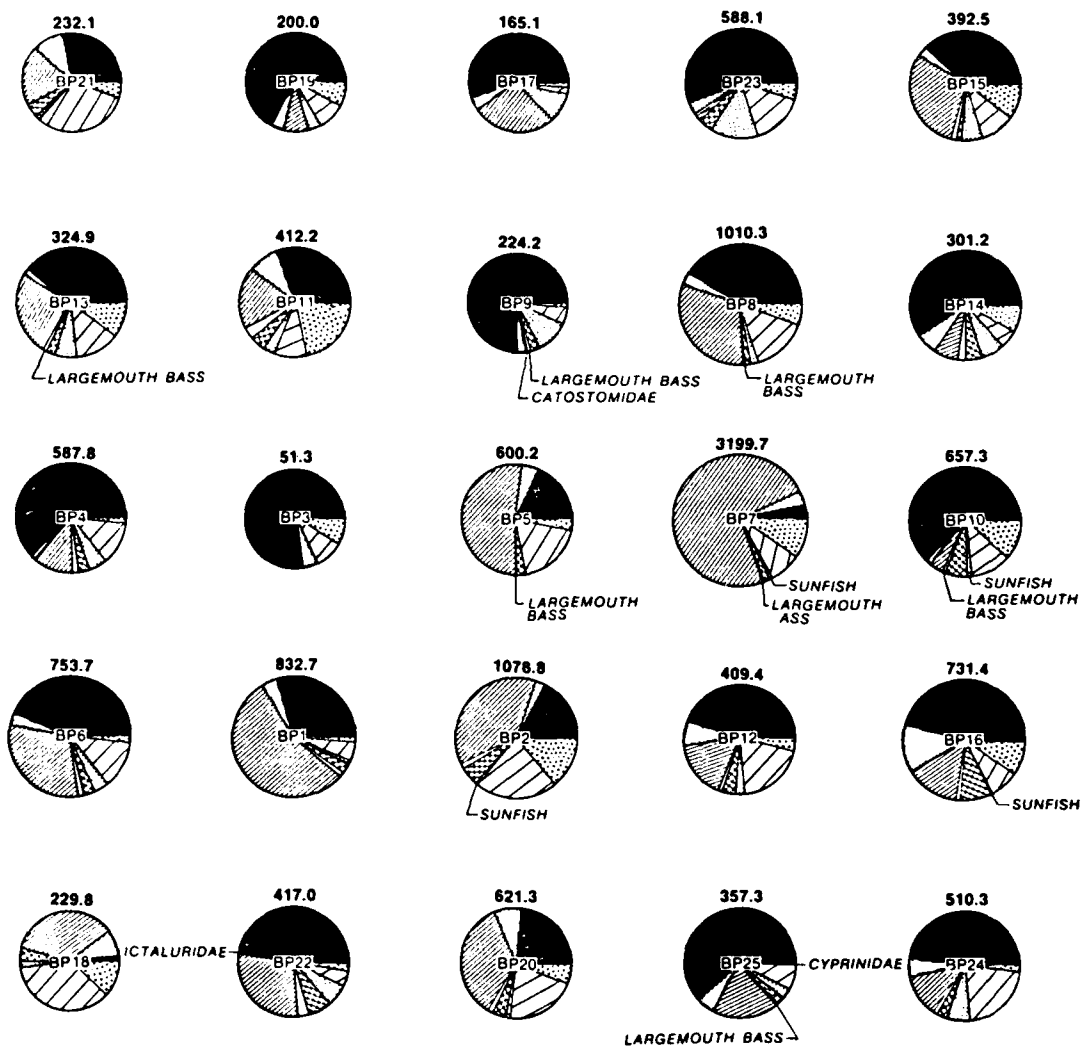 232.1 200.0 165.1 588.1 392.5
BP21 BP19 BP17 BP23 BP15
324.9 412.2 224.2 1010.3 301.2
BP13 BP11 BP9 BP8 BP14
LARGEMOUTH BASS LARGEMOUTH BASS LARGEMOUTH
CATOSTOMIDAE BASS
587.8 51.3 600.2 3199.7 657.3
BP4 BP3 BP5 BP7 BP10
SUNFISH SUNFISH
LARGEMOUTH LARGEMOUTH LARGEMOUTH
BASS ASS BASS
753.7 832.7 1078.8 409.4 731.4
BP6 BP1 BP2 BP12 BP16
SUNFISH SUNFISH
229.8 417.0 621.3 357.3 510.3
ICTALURIDAE
BP18 BP22 BP20 BP25 CYPRINIDAE BP24
LARGEMOUTH BASS